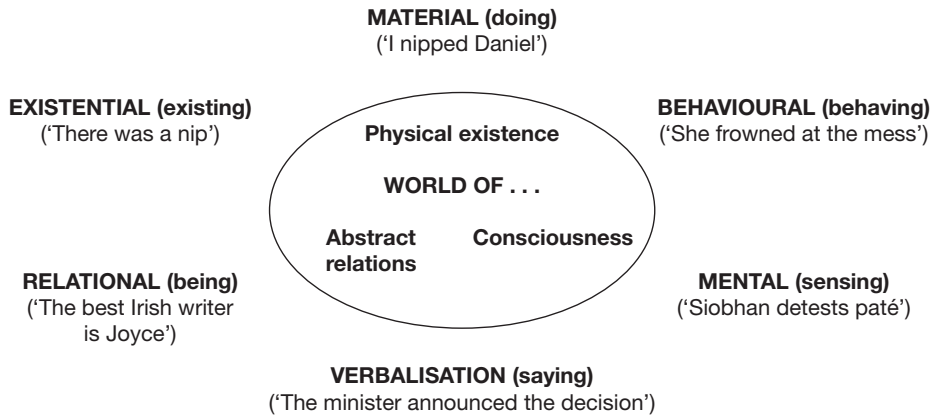 MATERIAL (doing)
(‘I nipped Daniel’)
EXISTENTIAL (existing)
(‘There was a nip’)
BEHAVIOURAL (behaving)
(‘She frowned at the mess’)
Physical existence
WORLD OF . . .
Abstract
relations
Consciousness
RELATIONAL (being)
(‘The best Irish writer
is Joyce’)
MENTAL (sensing)
(‘Siobhan detests paté’)
VERBALISATION (saying)
(‘The minister announced the decision’)